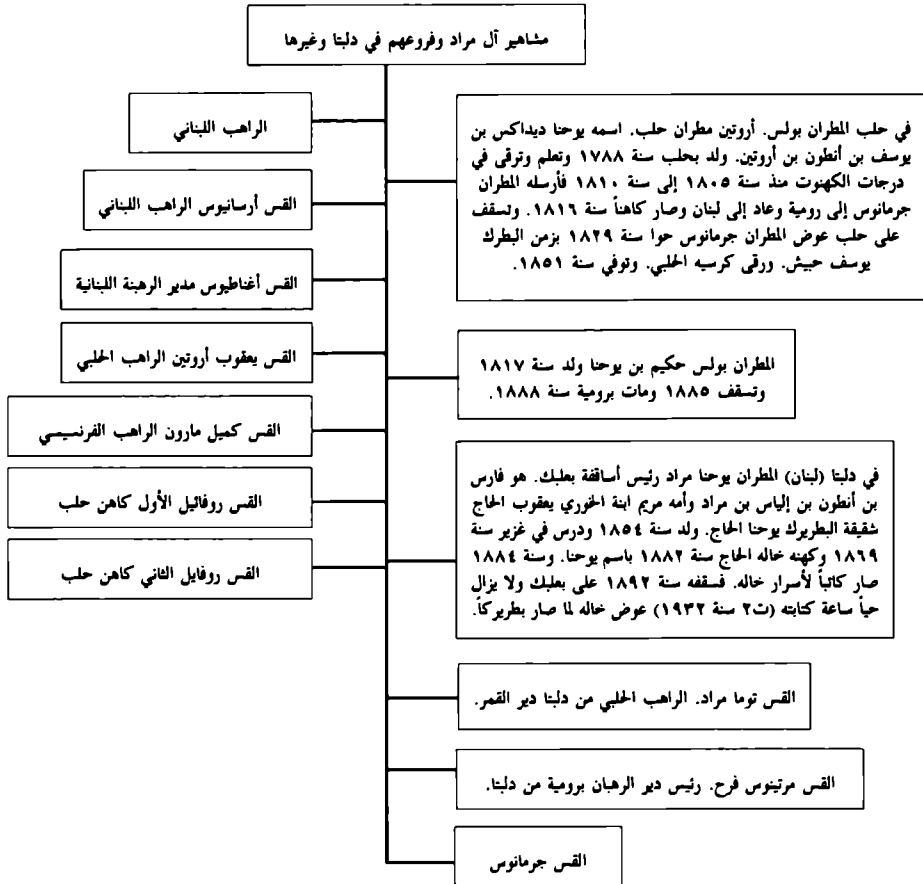 مشاهير آل مراد وفروعهم في دلبتا وغيرها
في حلب المطران بولس. أروتين مطران حلب. اسمه يوحنا ديداكس بن
يوسف بن أنطون بن أروتين. ولد بحلب سنة ١٧٨٨ وتعلم وترقى في
درجات الكهنوت منذ سنة ١٨٠٥ إلى سنة ١٨١٠ فأرسله المطران
جرمانوس إلى رومية وعاد إلى لبنان وصار كاهناً سنة ١٨١٦. وتسقف
على حلب عوض المطران جرمانوس حوا سنة ١٨٢٩ بزمن البطرك
يوسف حبيش. ورقى كرسيه الحلبي. وتوفي سنة ١٨٥١.
المطران بولس حكيم بن يوحنا ولد سنة ١٨١٧
وتسقف ١٨٨٥ ومات برومية سنة ١٨٨٨.
في دلبتا (لبنان) المطران يوحنا مراد رئيس أساقفة بعلبك. هو فارس
بن أنطون بن إلياس بن مراد وأمه مريم ابنة الخوري يعقوب الحاج
شقيقة البطريرك يوحنا الحاج. ولد سنة ١٨٥٤ ودرس في غزير سنة
١٨٦٩ وكهنه خاله الحاج سنة ١٨٨٢ باسم يوحنا. وسنة ١٨٨٤
صار كاتباً لأسرار خاله. فسقفه سنة ١٨٩٢ على بعلبك ولا يزال
حياً ساعة كتابته (ت٢ سنة ١٩٣٢) عوض خاله لما صار بطريركاً.
القس توما مراد. الراهب الحلبي من دلبتا دير القمر.
القس مرتينوس فرح. رئيس دير الرهبان برومية من دلبتا.
القس جرمانوس
الراهب اللبناني
القس أرسانيوس الراهب اللبناني
القس أغناطيوس مدير الرهبنة اللبنانية
القس يعقوب أروتين الراهب الحلبي
القس كميل مارون الراهب الفرنسيسي
القس روفائيل الأول كاهن حلب
القس روفايل الثاني كاهن حلب